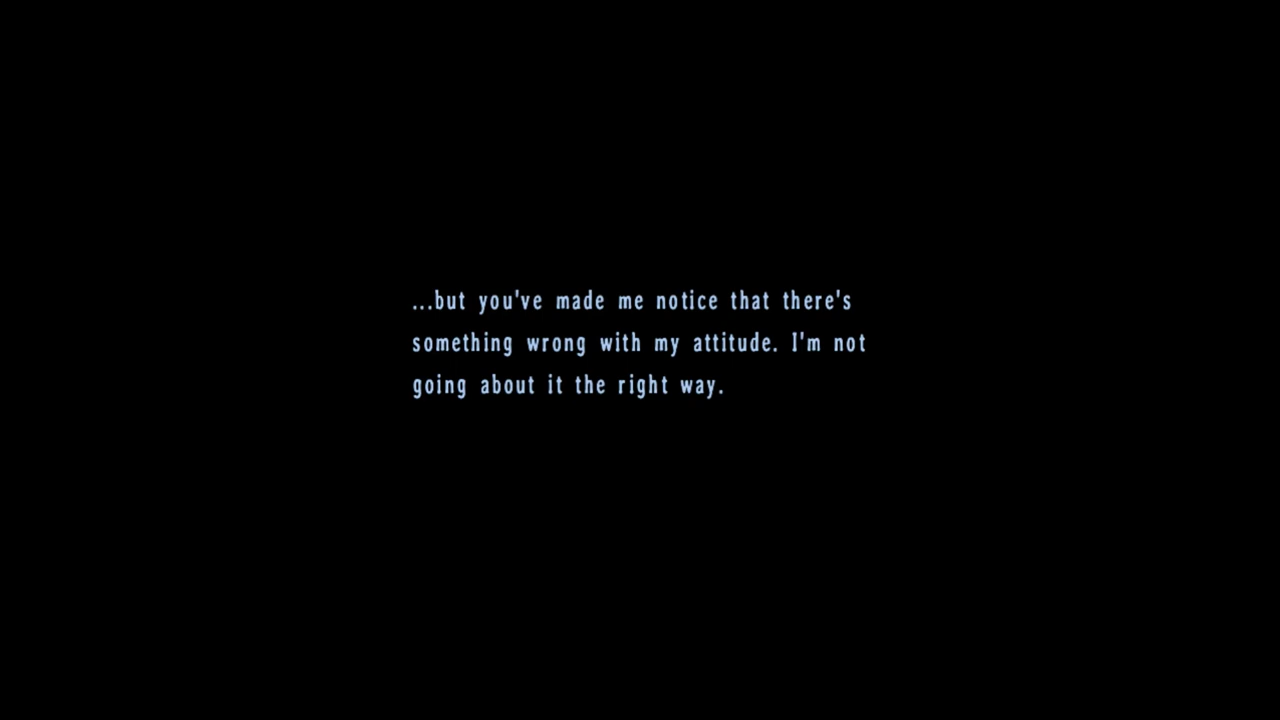 ...but you've made me notice that there's
something wrong with my attitude. I'm not
going about it the right way.